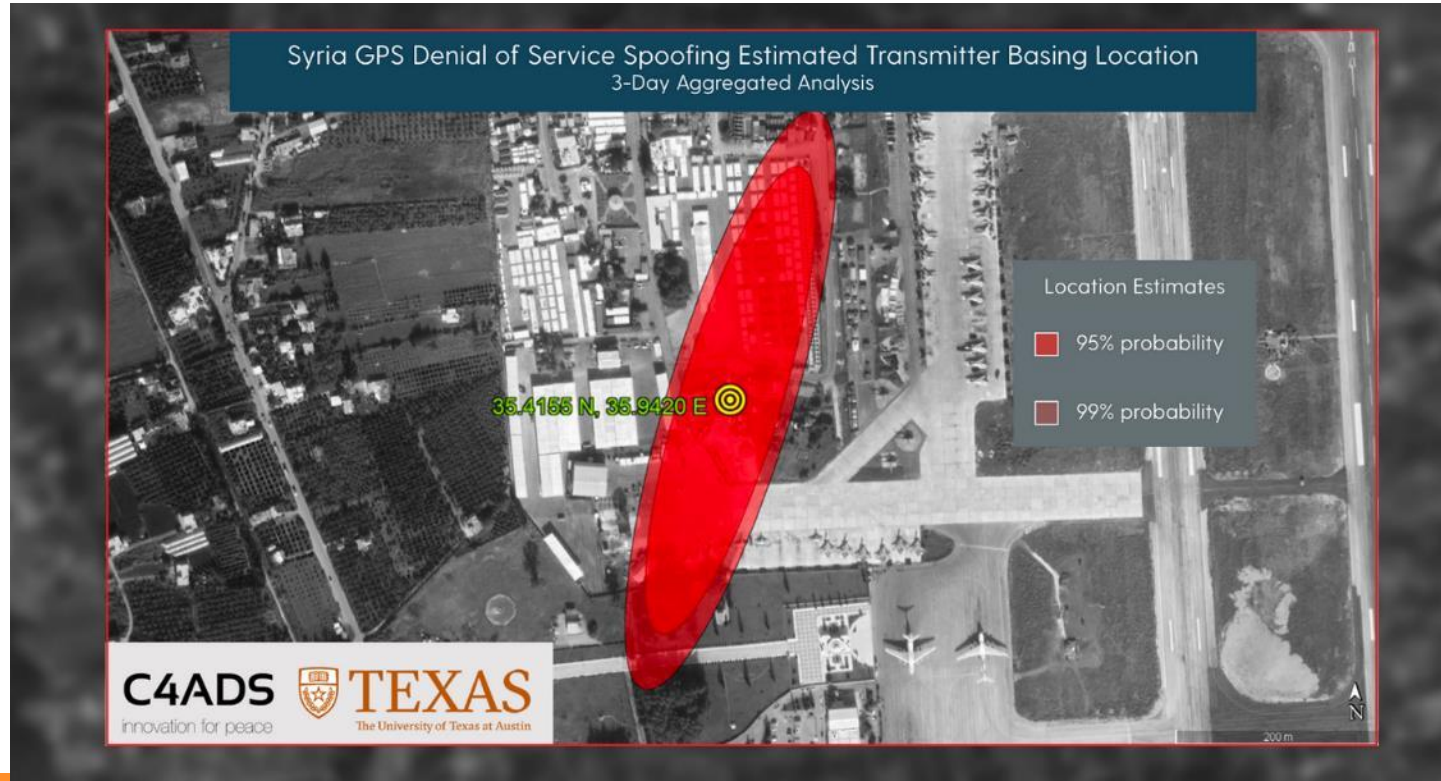 Syria GPS Denial of Service Spoofing Estimated Transmitter Basing Location
3-Day Aggregated Analysis
Location Estimates
95% probability
99% probability
35.4155 N, 35.9420 E
C4ADS
innovation for peace
TEXAS
The University of Texas at Austin
N
200 m